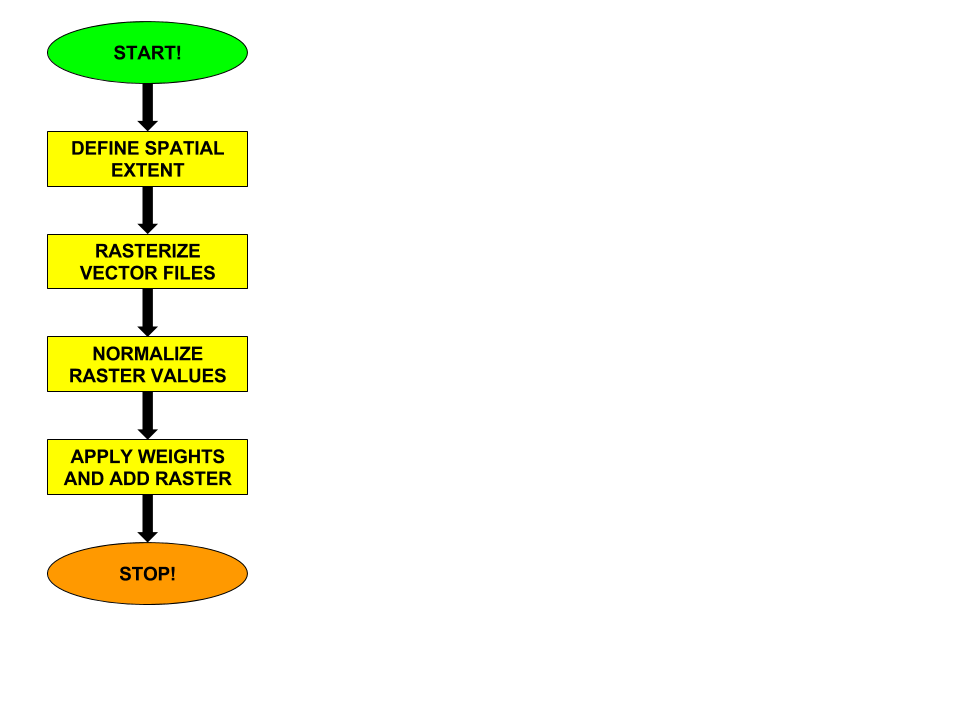 START!
DEFINE SPATIAL
EXTENT
RASTERIZE
VECTOR FILES
NORMALIZE
RASTER VALUES
APPLY WEIGHTS
AND ADD RASTER
STOP!